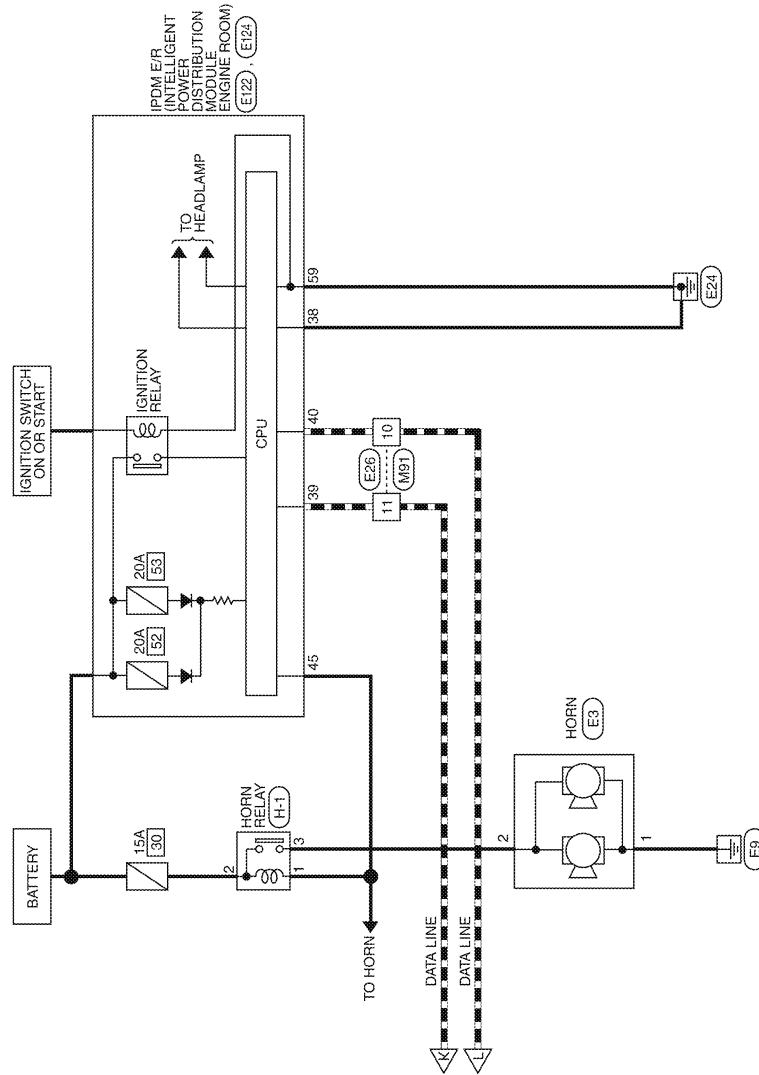 IPDM E/R
(INTELLIGENT
POWER
DISTRIBUTION
MODULE
ENGINE ROOM)
E122 , E124
TO
HEADLAMP
IGNITION SWITCH
ON OR START
IGNITION
RELAY
CPU
20A
53
20A
52
BATTERY
15A
30
HORN
RELAY
H-1
2
3
1
TO HORN
45
39
40
38
59
11
10
E26
M91
E24
DATA LINE
DATA LINE
K
L
HORN
E3
2
1
E9